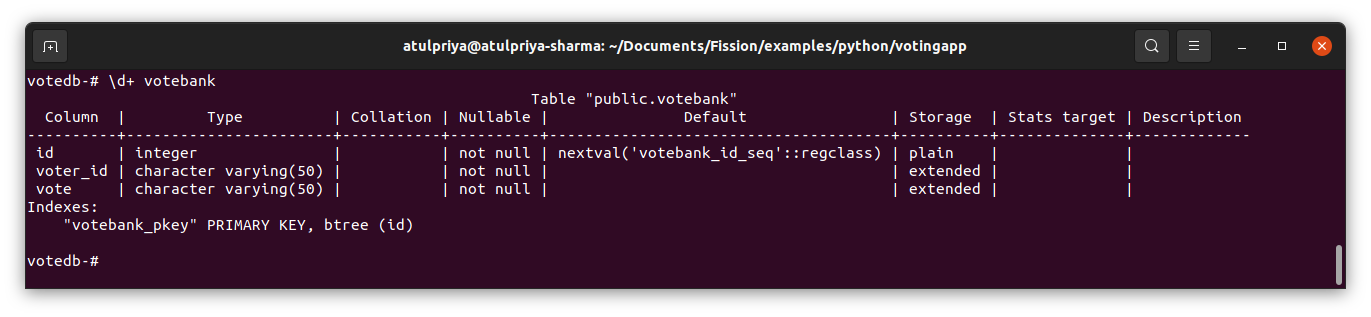 atulpriya@atulpriya-sharma: ~/Documents/Fission/examples/python/votingapp
votedb-# \d+ votebank
                                                        Table "public.votebank"
  Column  |          Type          | Collation | Nullable |               Default                | Storage  | Stats target | Description
----------+------------------------+-----------+----------+--------------------------------------+----------+--------------+-------------
 id       | integer                |           | not null | nextval('votebank_id_seq'::regclass) | plain    |              |
 voter_id | character varying(50) |           | not null |                                      | extended |              |
 vote     | character varying(50) |           | not null |                                      | extended |              |
Indexes:
    "votebank_pkey" PRIMARY KEY, btree (id)
votedb-#